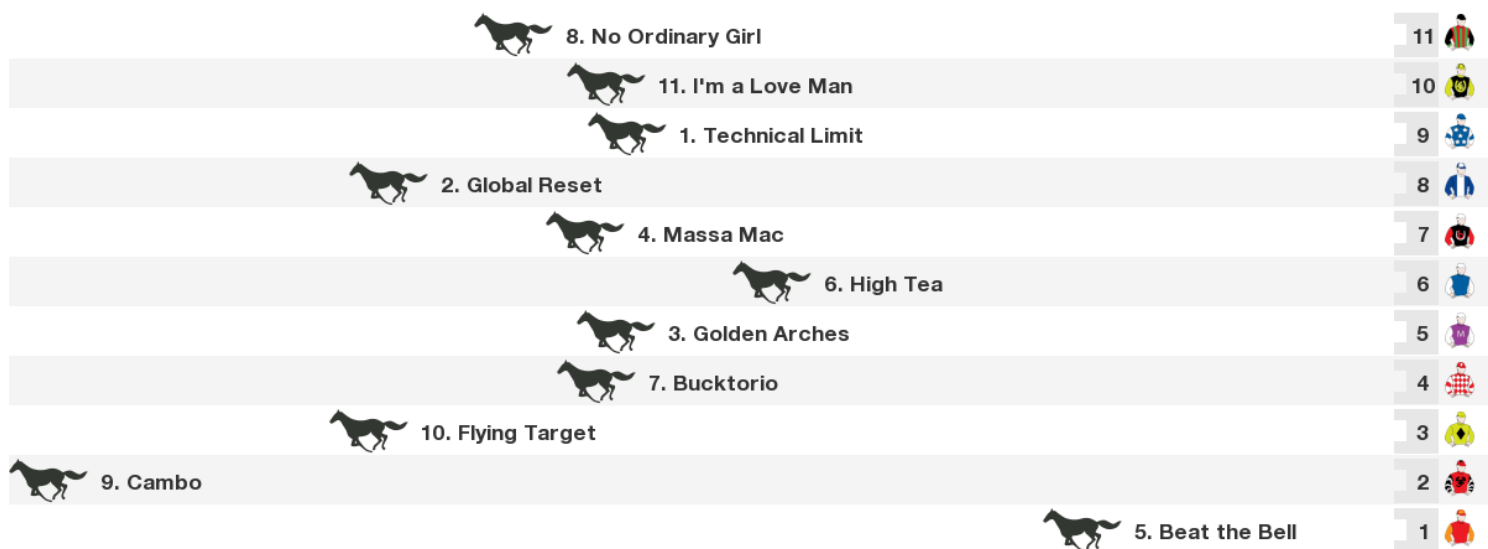 8. No Ordinary Girl 11
11. I'm a Love Man 10
1. Technical Limit 9
2. Global Reset 8
4. Massa Mac 7
6. High Tea 6
3. Golden Arches 5 M
7. Bucktorio 4
10. Flying Target 3
9. Cambo 2
5. Beat the Bell 1